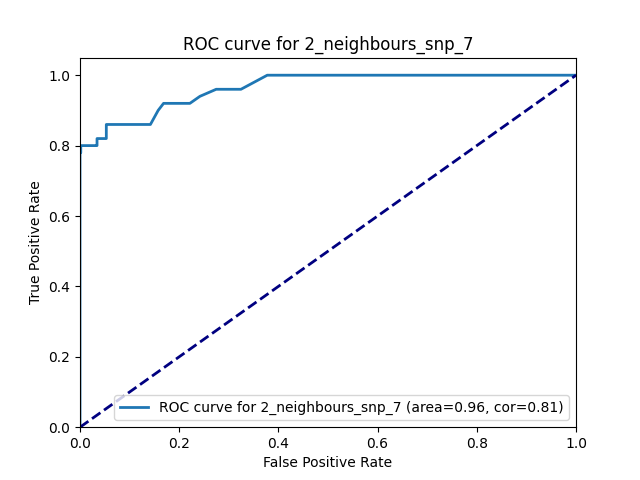 ROC curve for 2_neighbours_snp_7
True Positive Rate
1.0
0.8
0.6
0.4
0.2
0.0
ROC curve for 2_neighbours_snp_7 (area=0.96, cor=0.81)
0.0 0.2 0.4 0.6 0.8 1.0
False Positive Rate